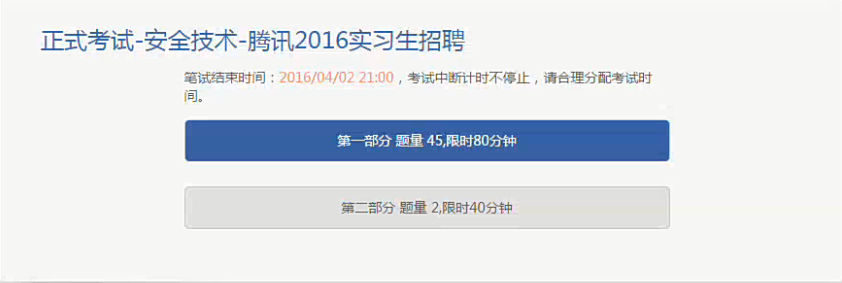 正式考试-安全技术-腾讯2016实习生招聘
笔试结束时间：2016/04/02 21:00，考试中断计时不停止，请合理分配考试时
间。
第一部分 题量 45,限时80分钟
第二部分 题量 2,限时40分钟